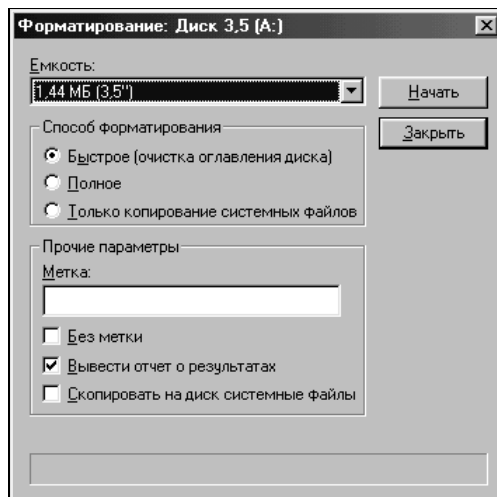 Форматирование: Диск 3,5 (A:)
Емкость:
1,44 МБ (3,5")
Начать
Закрыть
Способ форматирования
Быстрое (очистка оглавления диска)
Полное
Только копирование системных файлов
Прочие параметры
Метка:
Без метки
Вывести отчет о результатах
Скопировать на диск системные файлы